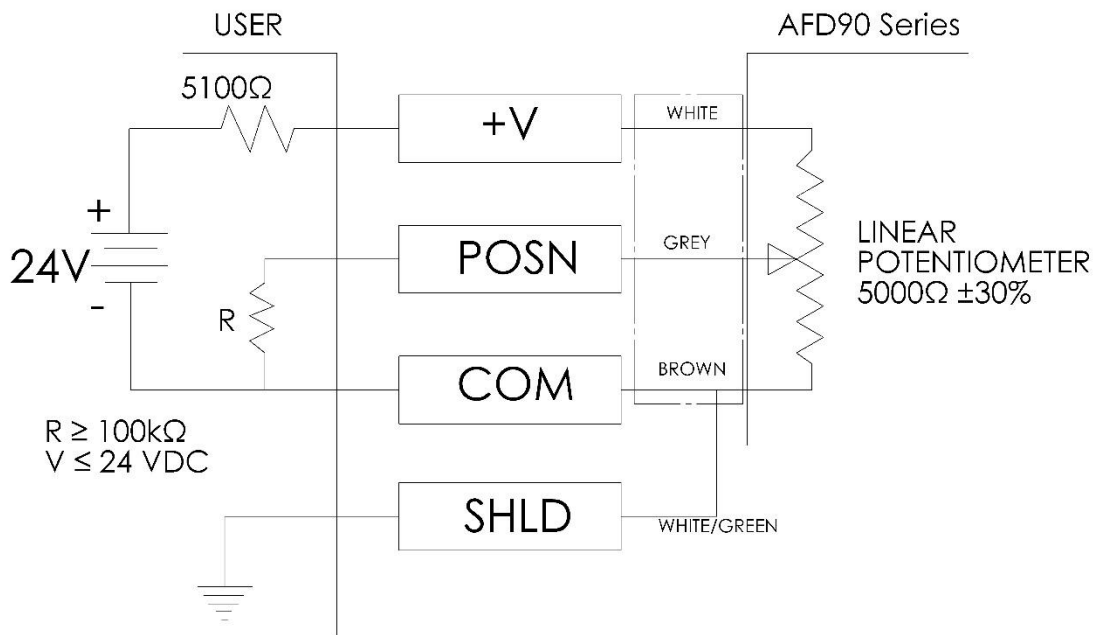 USER
AFD90 Series
5100Ω
+V
WHITE
+
24V
-
POSN
GREY
LINEAR
POTENTIOMETER
5000Ω ±30%
R
COM
BROWN
R ≥ 100kΩ
V ≤ 24 VDC
SHLD
WHITE/GREEN